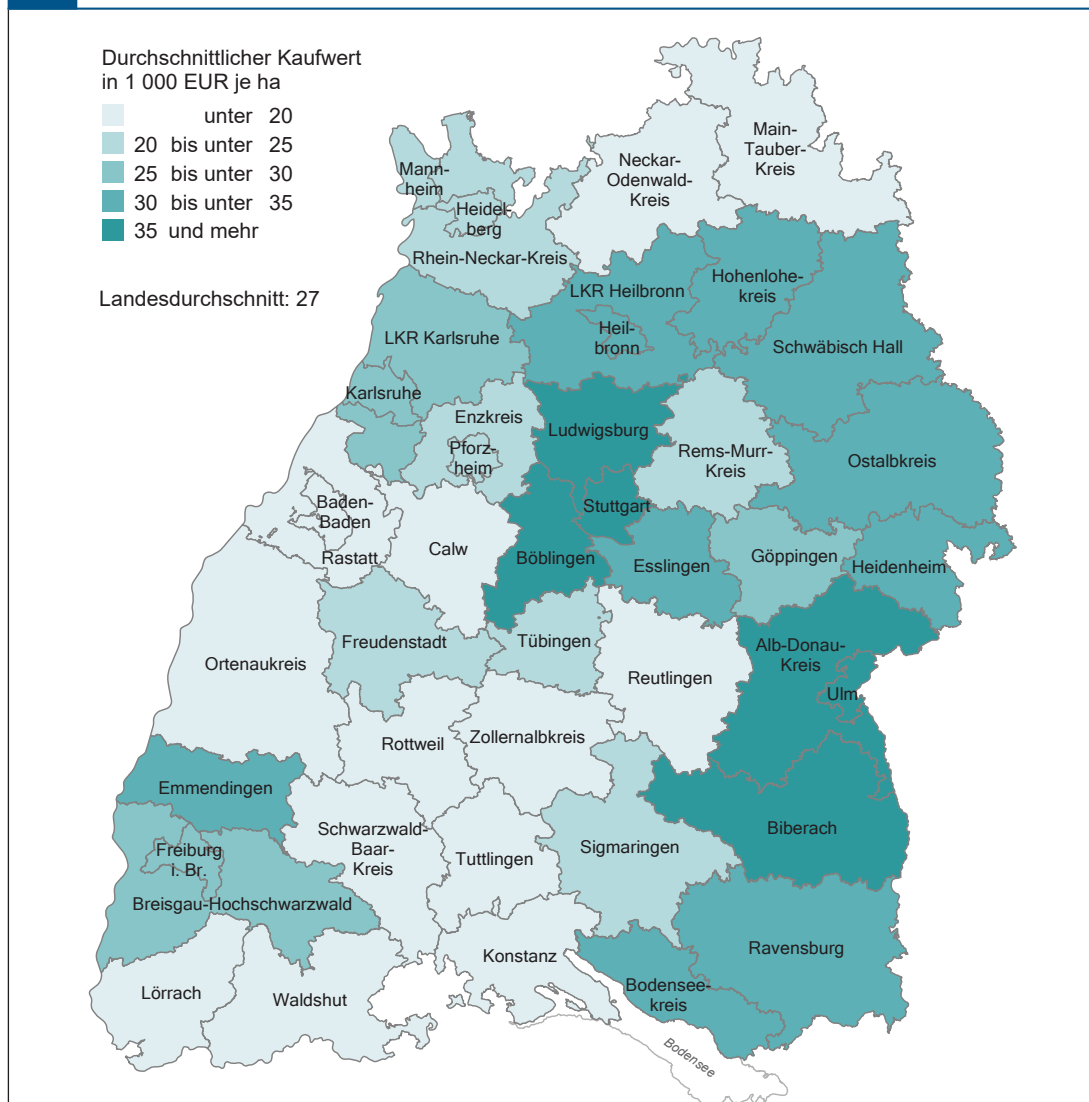 Durchschnittlicher Kaufwert
in 1 000 EUR je ha
unter 20
20 bis unter 25
25 bis unter 30
30 bis unter 35
35 und mehr
Landesdurchschnitt: 27
Main-
Tauber-
Kreis
Neckar-
Odenwald-
Kreis
Mann-
heim
Heidel-
berg
Rhein-Neckar-Kreis
LKR Heilbronn
Hohenlohe-
kreis
Heil-
bronn
LKR Karlsruhe
Schwäbisch Hall
Karlsruhe
Enzkreis
Ludwigsburg
Pforz-
heim
Rems-Murr-
Kreis
Ostalbkreis
Baden-
Baden
Stuttgart
Rastatt
Calw
Böblingen
Esslingen
Göppingen
Heidenheim
Freudenstadt
Tübingen
Alb-Donau-
Kreis
Ortenaukreis
Reutlingen
Ulm
Rottweil
Zollernalbkreis
Emmendingen
Schwarzwald-
Baar-
Kreis
Biberach
Freiburg
i. Br.
Tuttlingen
Sigmaringen
Breisgau-Hochschwarzwald
Ravensburg
Konstanz
Lörrach
Waldshut
Bodensee-
kreis
Bodensee